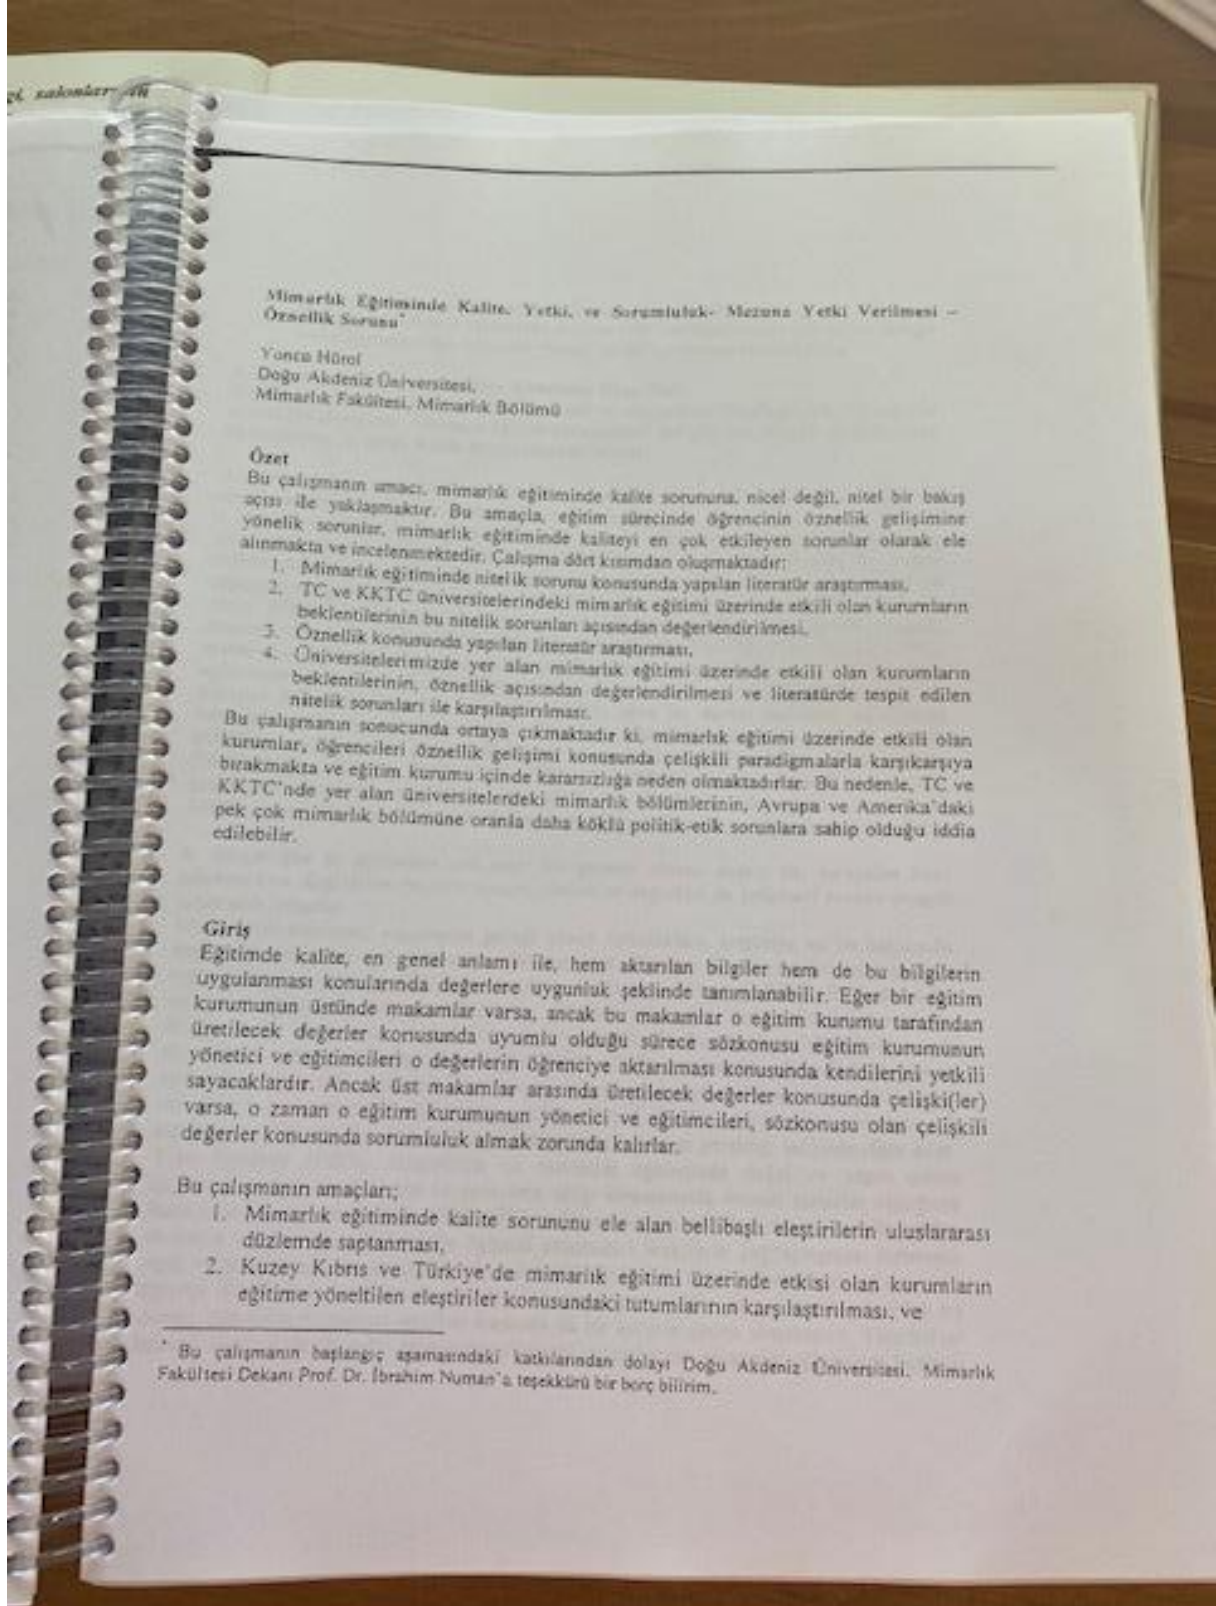 salonlar
Mimarlık Eğitiminde Kalite, Yetki, ve Sorumluluk- Mezuna Yetki Verilmesi –
Öznellik Sorunu*
Yonca Hürol
Doğu Akdeniz Üniversitesi,
Mimarlık Fakültesi, Mimarlık Bölümü
Özet
Bu çalışmanın amacı, mimarlık eğitiminde kalite sorununa, nicel değil, nitel bir bakış
açısı ile yaklaşmaktır. Bu amaçla, eğitim sürecinde öğrencinin öznellik gelişimine
yönelik sorunlar, mimarlık eğitiminde kaliteyi en çok etkileyen sorunlar olarak ele
alınmakta ve incelenmektedir. Çalışma dört kısımdan oluşmaktadır:
1. Mimarlık eğitiminde nitelik sorunu konusunda yapılan literatür araştırması,
2. TC ve KKTC üniversitelerindeki mimarlık eğitimi üzerinde etkili olan kurumların
beklentilerinin bu nitelik sorunları açısından değerlendirilmesi,
3. Öznellik konusunda yapılan literatür araştırması,
4. Üniversitelerimizde yer alan mimarlık eğitimi üzerinde etkili olan kurumların
beklentilerinin, öznellik açısından değerlendirilmesi ve literatürde tespit edilen
nitelik sorunları ile karşılaştırılması.
Bu çalışmanın sonucunda ortaya çıkmaktadır ki, mimarlık eğitimi üzerinde etkili olan
kurumlar, öğrencileri öznellik gelişimi konusunda çelişkili paradigmalarla karşıkarşıya
bırakmakta ve eğitim kurumu içinde kararsızlığa neden olmaktadırlar. Bu nedenle, TC ve
KKTC'nde yer alan üniversitelerdeki mimarlık bölümlerinin, Avrupa ve Amerika'daki
pek çok mimarlık bölümüne oranla daha köklü politik-etik sorunlara sahip olduğu iddia
edilebilir.
Giriş
Eğitimde kalite, en genel anlamı ile, hem aktarılan bilgiler hem de bu bilgilerin
uygulanması konularında değerlere uygunluk şeklinde tanımlanabilir. Eğer bir eğitim
kurumunun üstünde makamlar varsa, ancak bu makamlar o eğitim kurumu tarafından
üretilecek değerler konusunda uyumlu olduğu sürece sözkonusu eğitim kurumunun
yönetici ve eğitimcileri o değerlerin öğrenciye aktarılması konusunda kendilerini yetkili
sayacaklardır. Ancak üst makamlar arasında üretilecek değerler konusunda çelişki(ler)
varsa, o zaman o eğitim kurumunun yönetici ve eğitimcileri, sözkonusu olan çelişkili
değerler konusunda sorumluluk almak zorunda kalırlar.
Bu çalışmanın amaçları;
1. Mimarlık eğitiminde kalite sorununu ele alan bellibaşlı eleştirilerin uluslararası
düzlemde saptanması,
2. Kuzey Kıbrıs ve Türkiye'de mimarlık eğitimi üzerinde etkisi olan kurumların
eğitime yöneltilen eleştiriler konusundaki tutumlarının karşılaştırılması, ve
* Bu çalışmanın başlangıç aşamasındaki katkılarından dolayı Doğu Akdeniz Üniversitesi, Mimarlık
Fakültesi Dekanı Prof. Dr. İbrahim Numan'a teşekkürü bir borç bilirim.